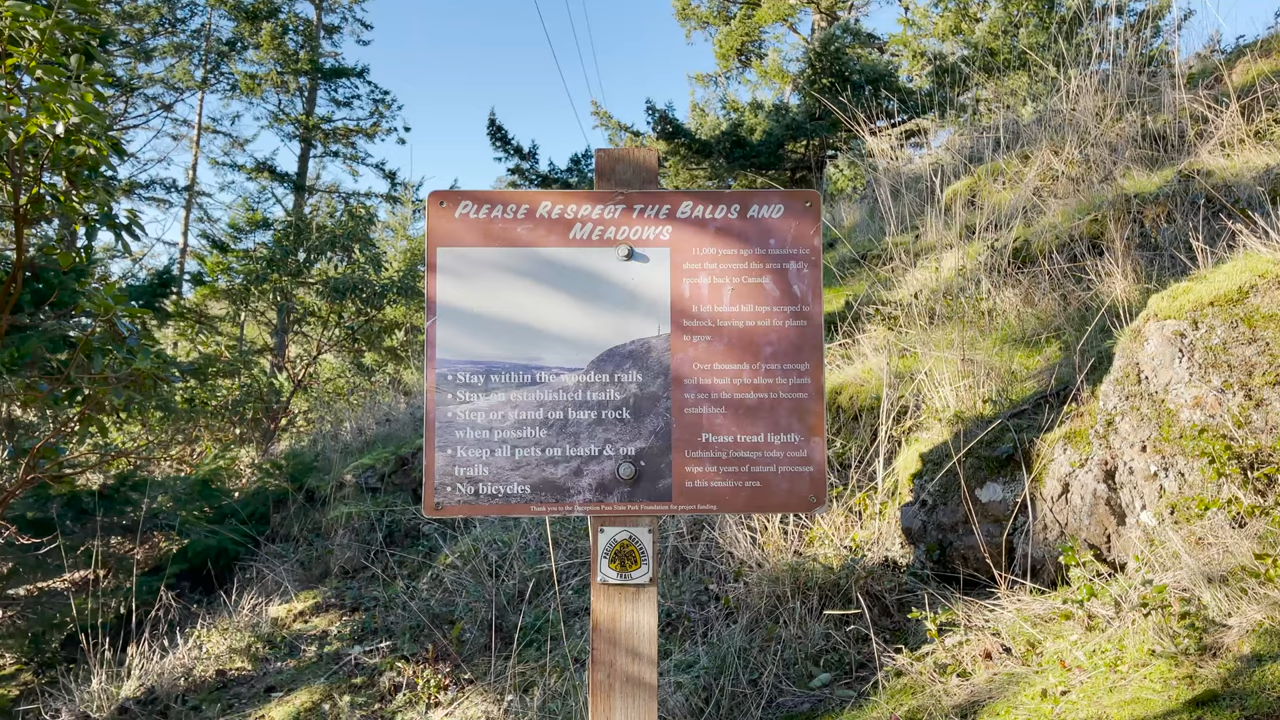 PLEASE RESPECT THE BALDS AND
MEADOWS
• Stay within the wooden rails
• Stay on established trails
• Step or stand on bare rock
when possible
• Keep all pets on leash & on
trails
• No bicycles
11,000 years ago the massive ice
sheet that covered this area rapidly
receded back to Canada.
It left behind hill tops scraped to
bedrock, leaving no soil for plants
to grow.
Over thousands of years enough
soil has built up to allow the plants
we see in the meadows to become
established.
-Please tread lightly-
Unthinking footsteps today could
wipe out years of natural processes
in this sensitive area.
Thank you to the Deception Pass State Park Foundation for project funding.
PACIFIC NORTHWEST
TRAIL